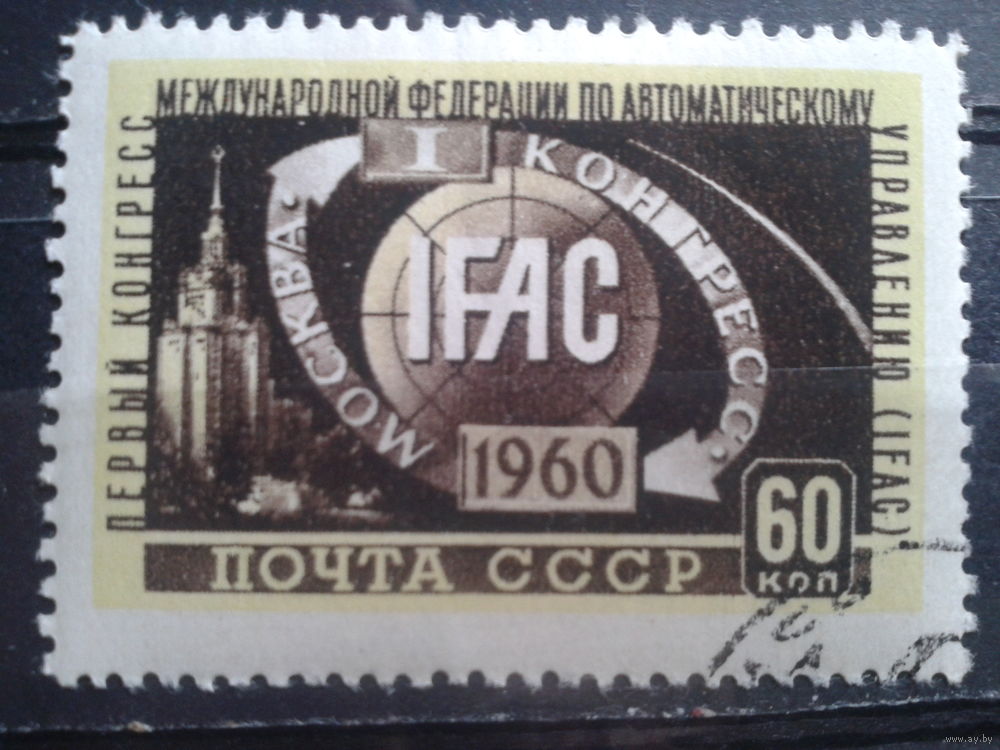 ПЕРВЫЙ КОНГРЕСС
МЕЖДУНАРОДНОЙ ФЕДЕРАЦИИ ПО АВТОМАТИЧЕСКОМУ
УПРАВЛЕНИЮ (IFAC)
I
КОНГРЕСС.
МОСКВА.
IFAC
1960
60
КОП
ПОЧТА СССР
www.ay.by